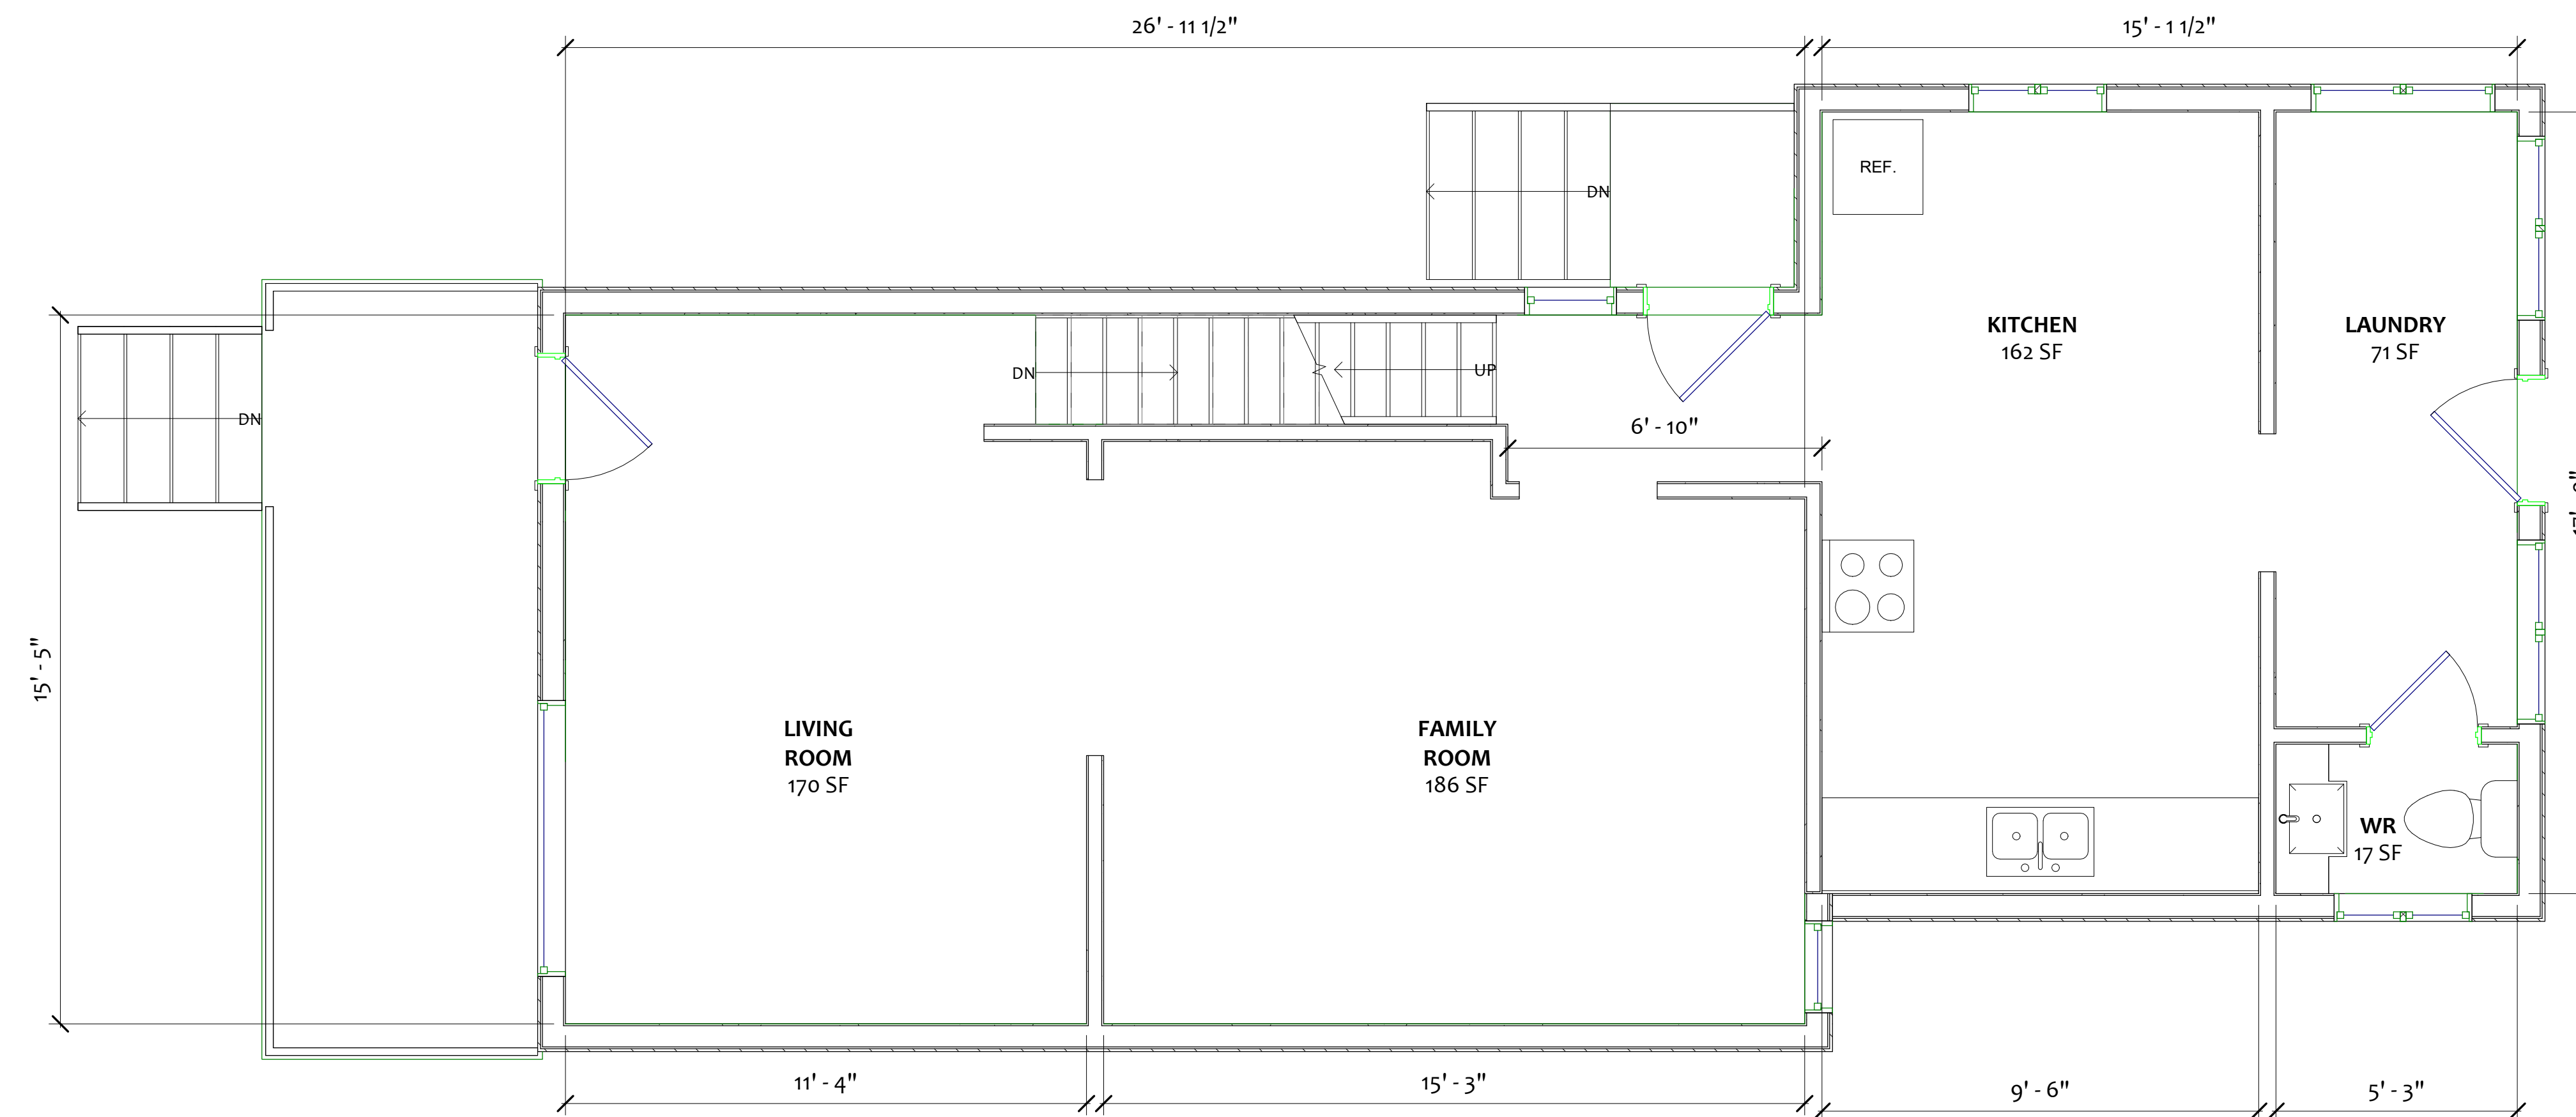 26' - 11 1/2"
15' - 1 1/2"
REF.
DN
KITCHEN
162 SF
LAUNDRY
71 SF
DN
UP
DN
6' - 10"
15' - 5"
LIVING
ROOM
170 SF
FAMILY
ROOM
186 SF
WR
17 SF
11' - 4"
15' - 3"
9' - 6"
5' - 3"